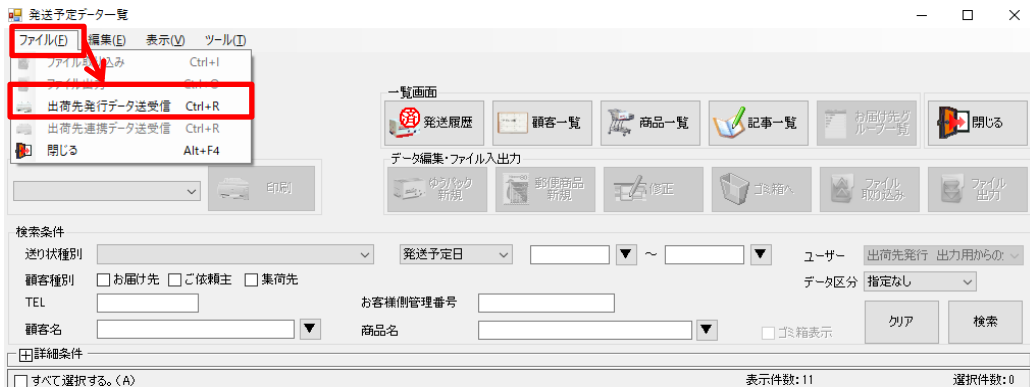 発送予定データ一覧
ファイル(F) 編集(E) 表示(V) ツール(T)
ファイル取り込み Ctrl+I
ファイル出力 Ctrl+O
出荷先発行データ送受信 Ctrl+R
出荷先連携データ送受信 Ctrl+R
閉じる Alt+F4
一覧画面
発送履歴 顧客一覧 商品一覧 記事一覧 お届け先グループ一覧 閉じる
データ編集・ファイル入出力
印刷 ゆうパック新規 郵便商品新規 修正 ゴミ箱へ ファイル取り込み ファイル出力
検索条件
送り状種別 発送予定日 ～ ユーザー 出荷先発行 出力用からの
顧客種別 お届け先 ご依頼主 集荷先 データ区分 指定なし
TEL お客様側管理番号
顧客名 商品名 ゴミ箱表示 クリア 検索
詳細条件
すべて選択する。(A) 表示件数:11 選択件数:0